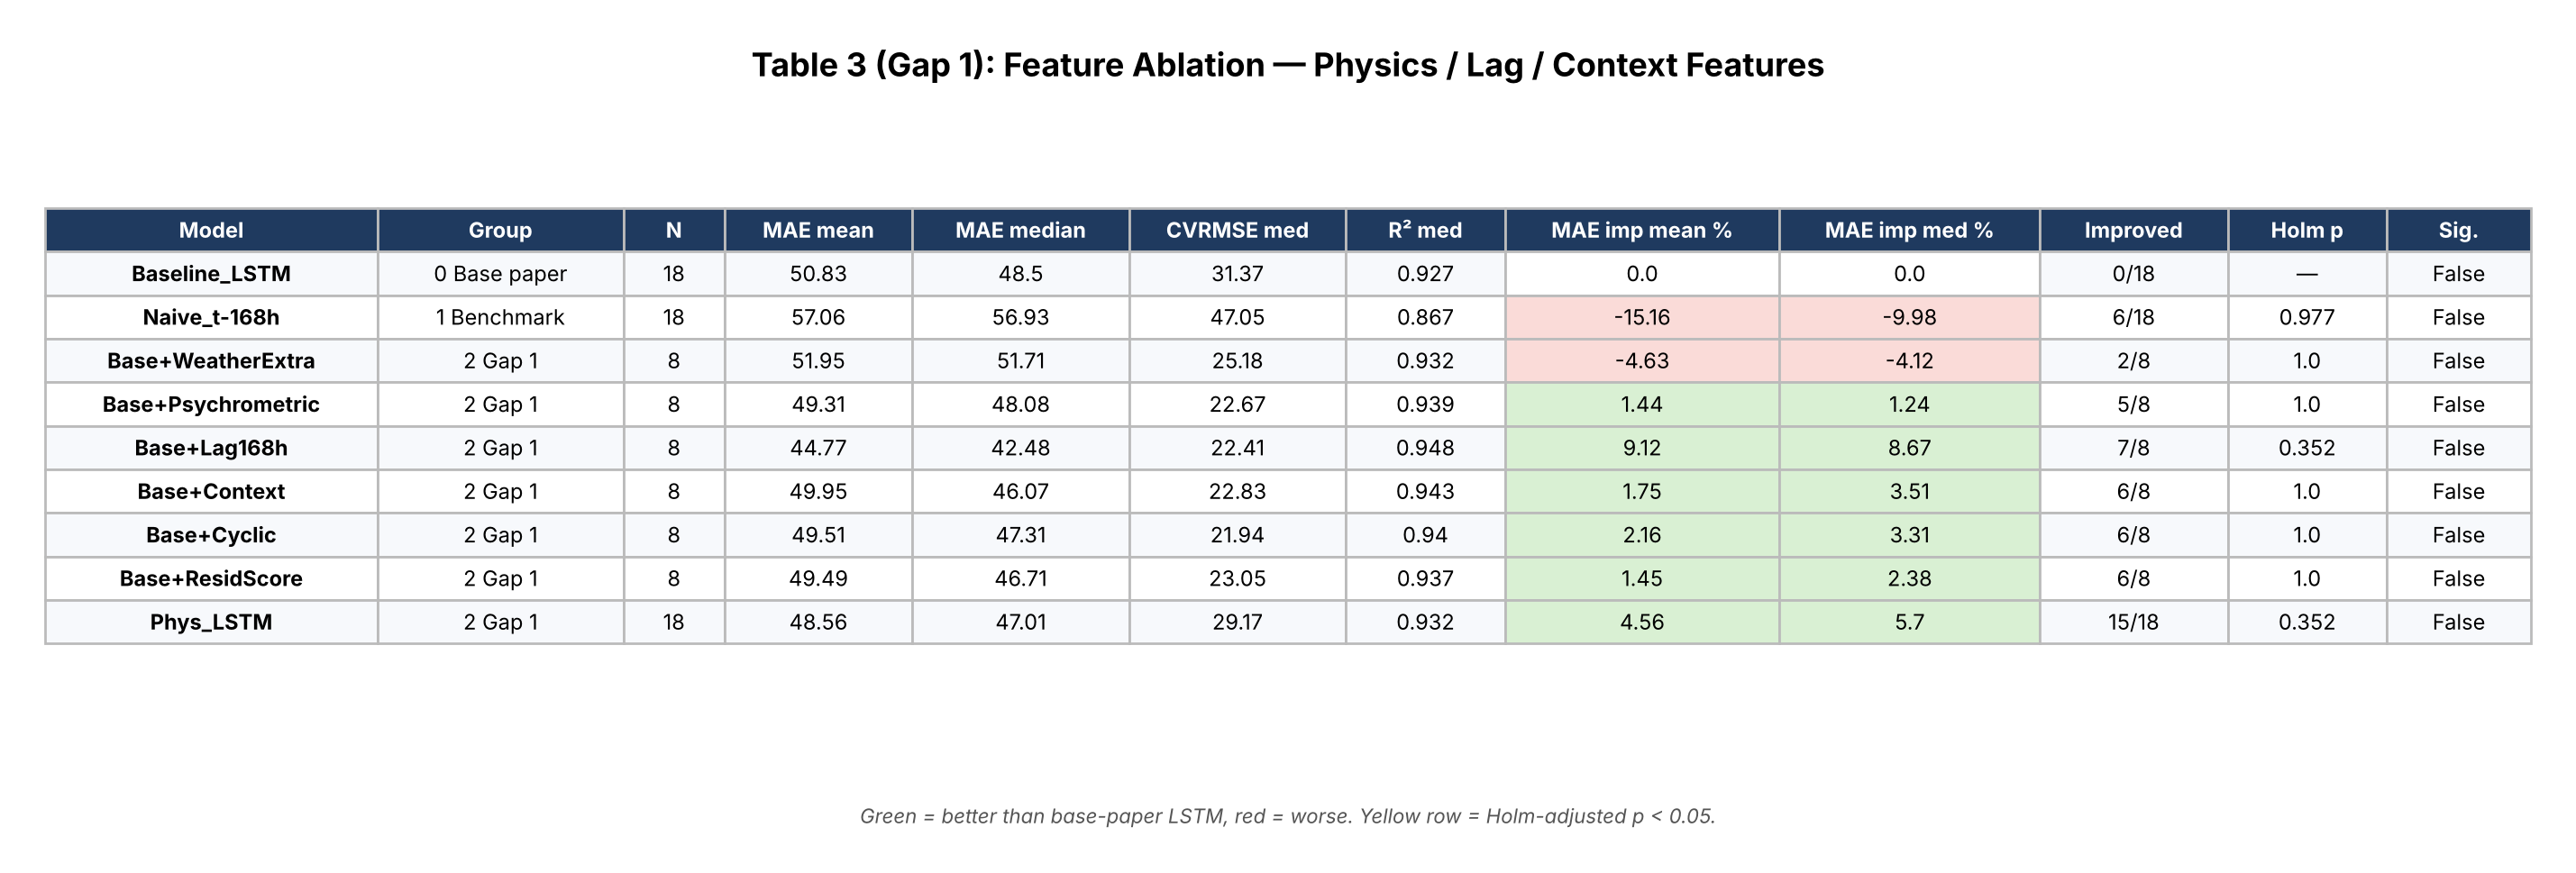 Table 3 (Gap 1): Feature Ablation — Physics / Lag / Context Features
Model Group N MAE mean MAE median CVRMSE med R² med MAE imp mean % MAE imp med % Improved Holm p Sig.
Baseline_LSTM 0 Base paper 18 50.83 48.5 31.37 0.927 0.0 0.0 0/18 — False
Naive_t-168h 1 Benchmark 18 57.06 56.93 47.05 0.867 -15.16 -9.98 6/18 0.977 False
Base+WeatherExtra 2 Gap 1 8 51.95 51.71 25.18 0.932 -4.63 -4.12 2/8 1.0 False
Base+Psychrometric 2 Gap 1 8 49.31 48.08 22.67 0.939 1.44 1.24 5/8 1.0 False
Base+Lag168h 2 Gap 1 8 44.77 42.48 22.41 0.948 9.12 8.67 7/8 0.352 False
Base+Context 2 Gap 1 8 49.95 46.07 22.83 0.943 1.75 3.51 6/8 1.0 False
Base+Cyclic 2 Gap 1 8 49.51 47.31 21.94 0.94 2.16 3.31 6/8 1.0 False
Base+ResidScore 2 Gap 1 8 49.49 46.71 23.05 0.937 1.45 2.38 6/8 1.0 False
Phys_LSTM 2 Gap 1 18 48.56 47.01 29.17 0.932 4.56 5.7 15/18 0.352 False
Green = better than base-paper LSTM, red = worse. Yellow row = Holm-adjusted p < 0.05.